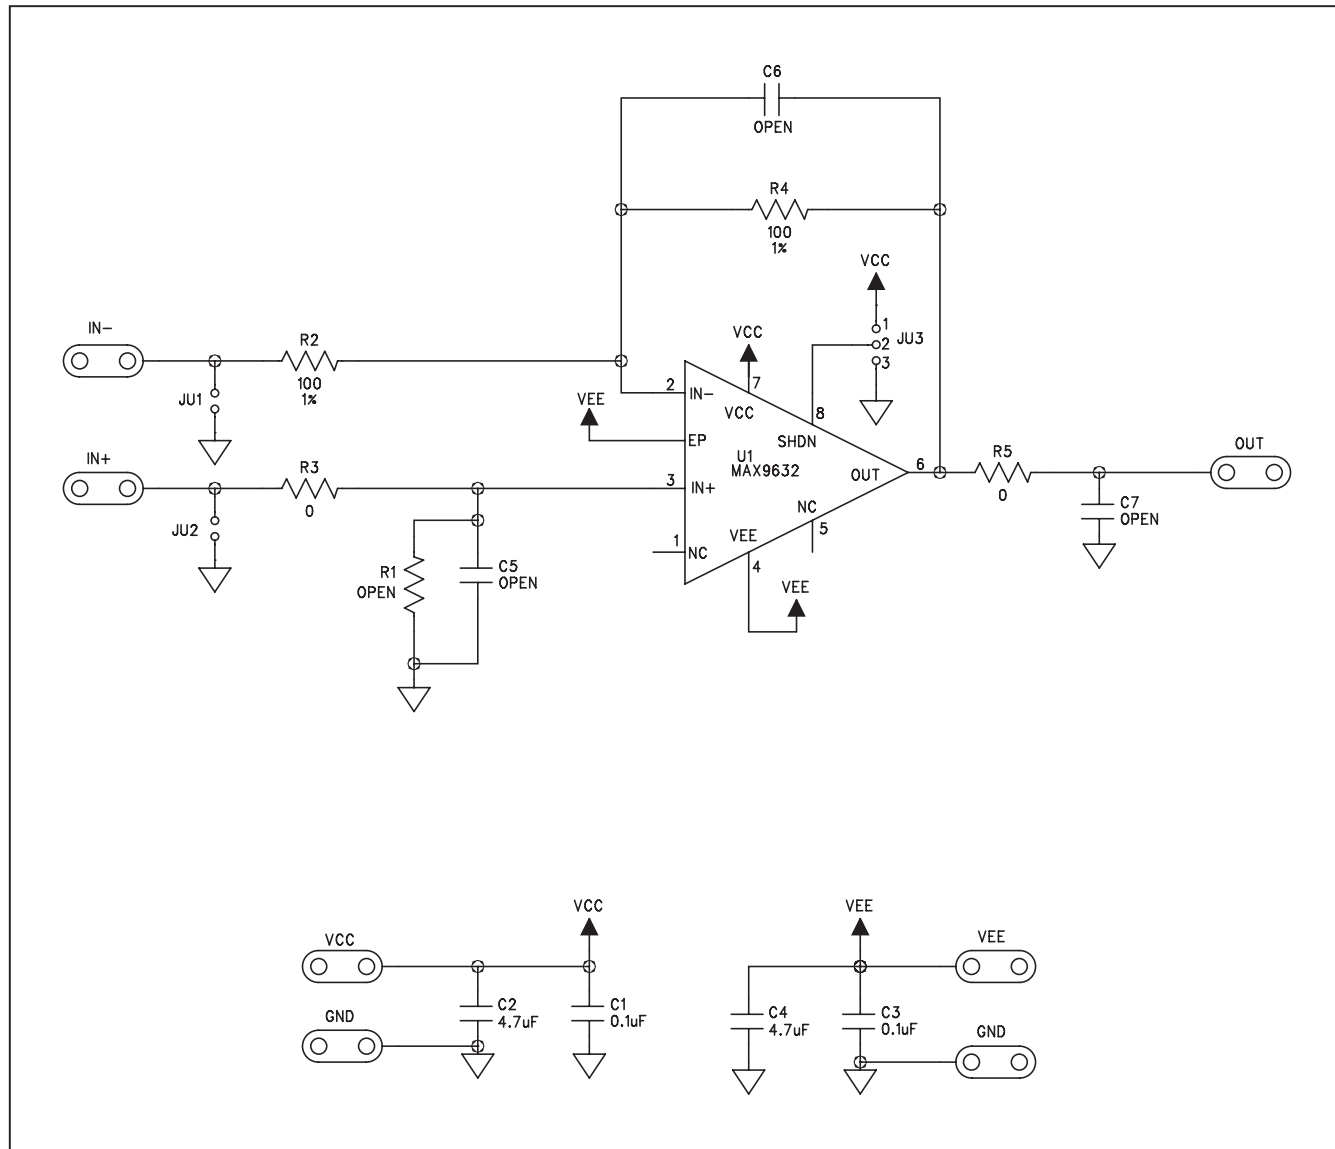 C6
OPEN
R4
100
1%
VCC
1
2
3
JU3
IN-
R2
100
1%
JU1
VCC
7
2
IN-
VCC
8
SHDN
VEE
EP
U1
MAX9632
OUT
6
R5
0
OUT
IN+
R3
0
JU2
3
IN+
NC
5
C7
OPEN
1
NC
VEE
4
R1
OPEN
C5
OPEN
VEE
VCC
VCC
C2
4.7uF
C1
0.1uF
GND
VEE
VEE
C4
4.7uF
C3
0.1uF
GND